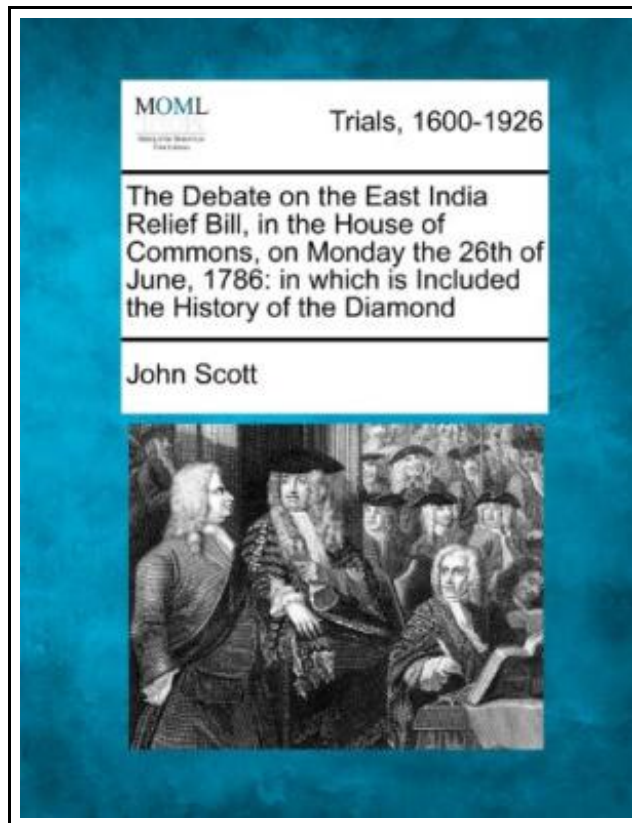 MOML
Trials, 1600-1926
The Debate on the East India
Relief Bill, in the House of
Commons, on Monday the 26th of
June, 1786: in which is Included
the History of the Diamond
John Scott